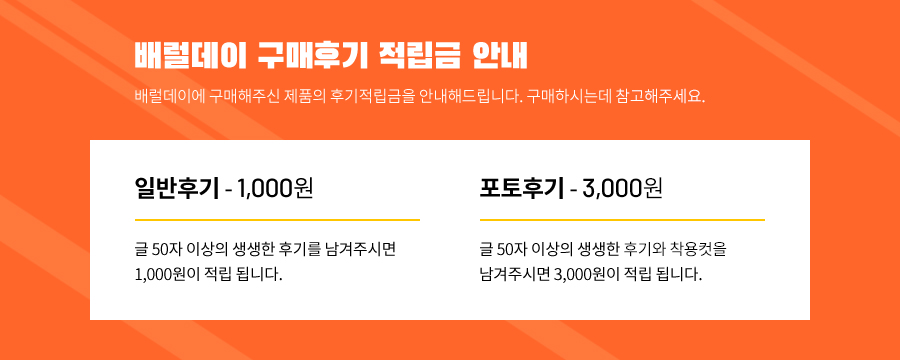 배럴데이 구매후기 적립금 안내
배럴데이에 구매해주신 제품의 후기적립금을 안내해드립니다. 구매하시는데 참고해주세요.
일반후기 - 1,000원
글 50자 이상의 생생한 후기를 남겨주시면
1,000원이 적립 됩니다.
포토후기 - 3,000원
글 50자 이상의 생생한 후기와 착용컷을
남겨주시면 3,000원이 적립 됩니다.